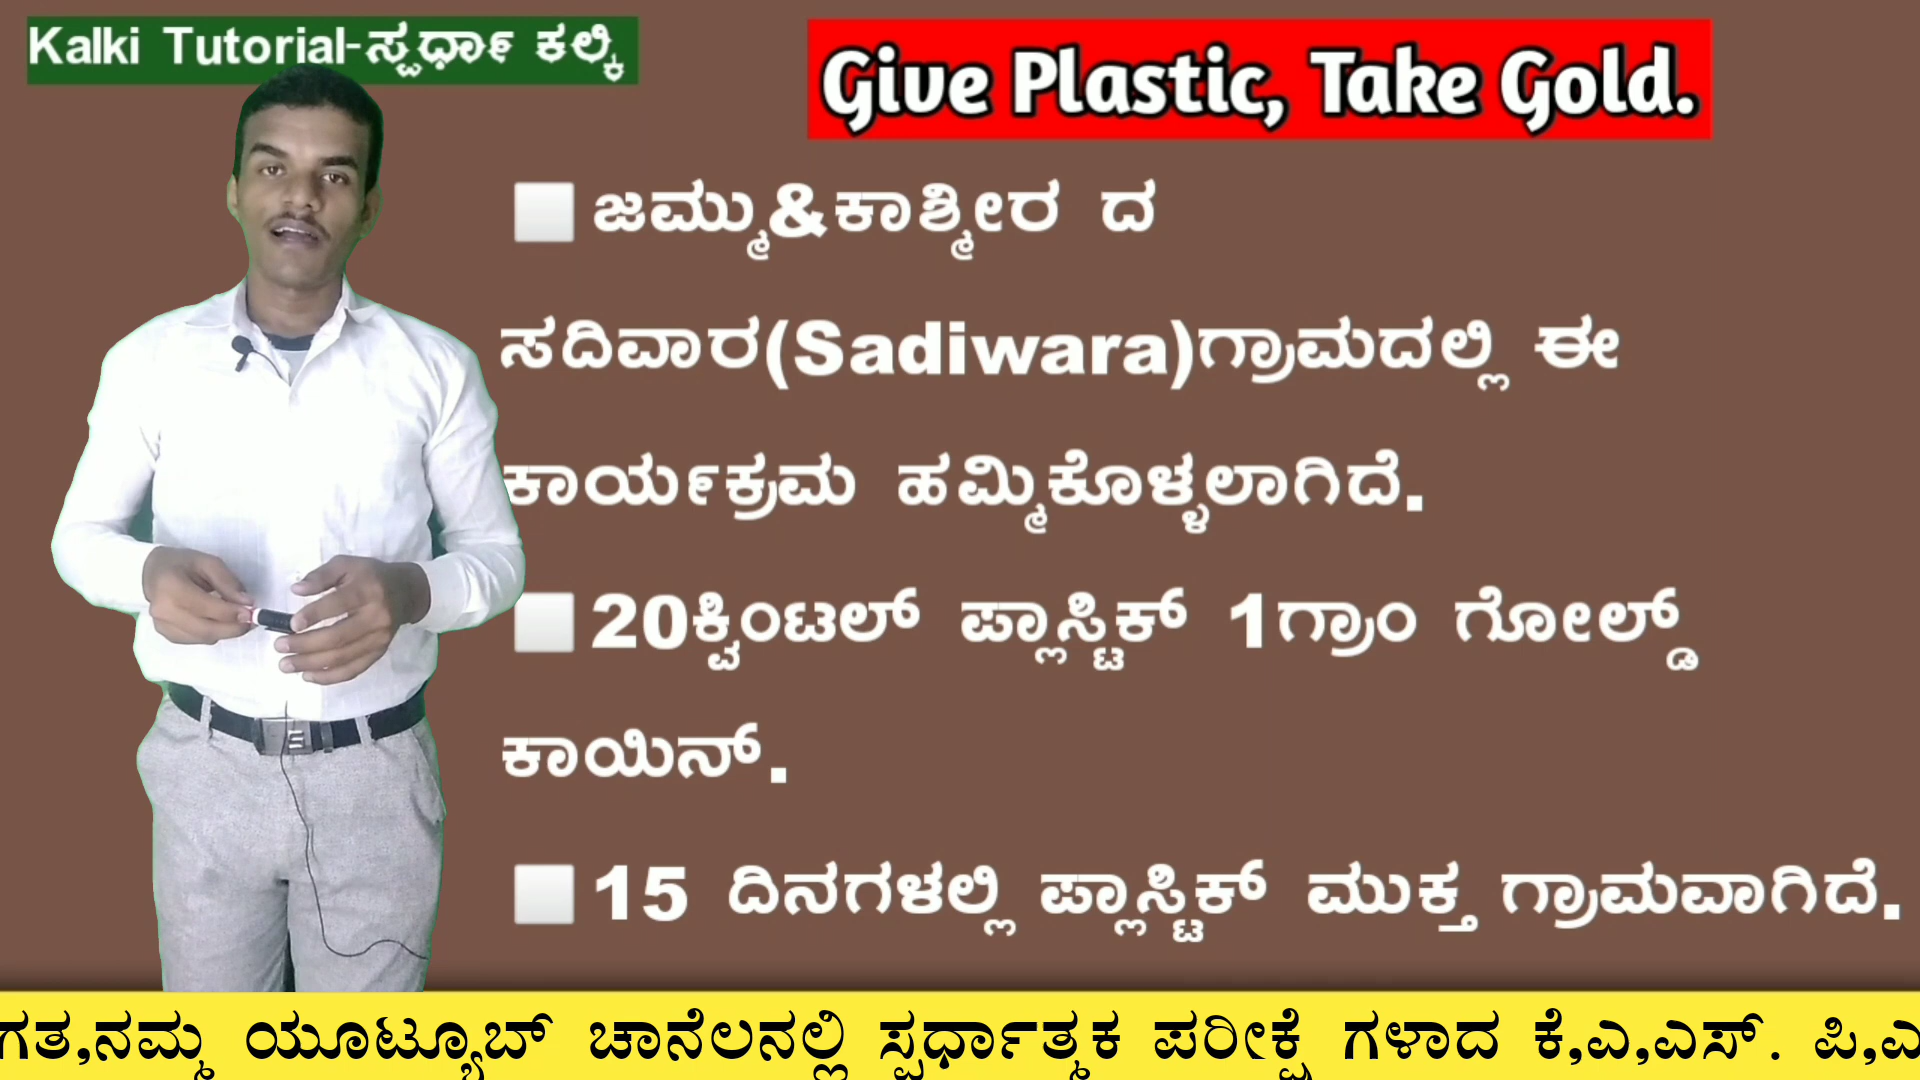 Kalki Tutorial-ಸ್ಪರ್ಧಾ ಕಲ್ಕಿ
Give Plastic, Take Gold.
ಜಮ್ಮು&ಕಾಶ್ಮೀರ ದ
ಸದಿವಾರ(Sadiwara)ಗ್ರಾಮದಲ್ಲಿ ಈ
ಕಾರ್ಯಕ್ರಮ ಹಮ್ಮಿಕೊಳ್ಳಲಾಗಿದೆ.
20ಕ್ವಿಂಟಲ್ ಪ್ಲಾಸ್ಟಿಕ್ 1ಗ್ರಾಂ ಗೋಲ್ಡ್
ಕಾಯಿನ್.
15 ದಿನಗಳಲ್ಲಿ ಪ್ಲಾಸ್ಟಿಕ್ ಮುಕ್ತ ಗ್ರಾಮವಾಗಿದೆ.
ಗತ,ನಮ್ಮ ಯೂಟ್ಯೂಬ್ ಚಾನೆಲನಲ್ಲಿ ಸ್ಪರ್ಧಾತ್ಮಕ ಪರೀಕ್ಷೆ ಗಳಾದ ಕೆ,ಎ,ಎಸ್. ಪಿ,ಎ